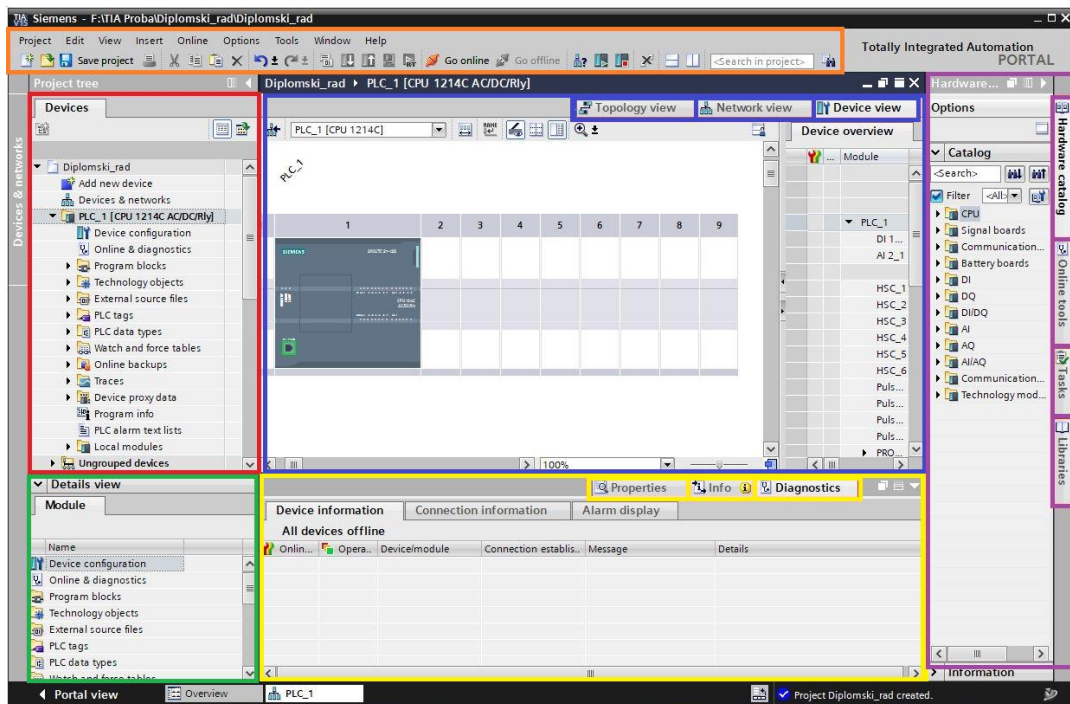 Siemens - F:\TIA Proba\Diplomski_rad\Diplomski_rad
Project Edit View Insert Online Options Tools Window Help
Save project
Go online
Go offline
<Search in project>
Totally Integrated Automation
PORTAL
Project tree
Devices
Devices & networks
Diplomski_rad
Add new device
Devices & networks
PLC_1 [CPU 1214C AC/DC/Rly]
Device configuration
Online & diagnostics
Program blocks
Technology objects
External source files
PLC tags
PLC data types
Watch and force tables
Online backups
Traces
Device proxy data
Program info
PLC alarm text lists
Local modules
Ungrouped devices
Details view
Module
Name
Device configuration
Online & diagnostics
Program blocks
Technology objects
External source files
PLC tags
PLC data types
Watch and force tables
Diplomski_rad PLC_1 [CPU 1214C AC/DC/Rly]
Topology view
Network view
Device view
PLC_1 [CPU 1214C]
PLC_1
1 2 3 4 5 6 7 8 9
SIEMENS
100%
Device overview
... Module
PLC_1
DI 1...
AI 2_1
HSC_1
HSC_2
HSC_3
HSC_4
HSC_5
HSC_6
Puls...
Puls...
Puls...
Puls...
PRO...
Properties
Info
Diagnostics
Device information
Connection information
Alarm display
All devices offline
Onlin... Opera.. Device/module Connection establis.. Message Details
Hardware...
Options
Catalog
<Search>
Filter
<All>
CPU
Signal boards
Communication...
Battery boards
DI
DQ
DI/DQ
AI
AQ
AI/AQ
Communication...
Technology mod...
Information
Hardware catalog
Online tools
Tasks
Libraries
Portal view
Overview
PLC_1
Project Diplomski_rad created.